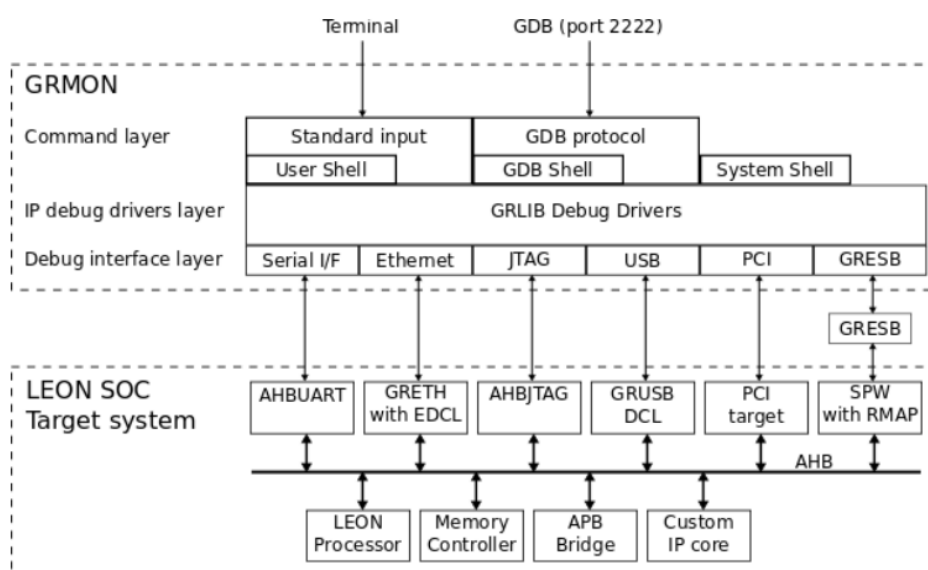 Terminal
GDB (port 2222)
GRMON
Command layer
Standard input
GDB protocol
User Shell
GDB Shell
System Shell
IP debug drivers layer
GRLIB Debug Drivers
Debug interface layer
Serial I/F
Ethernet
JTAG
USB
PCI
GRESB
GRESB
LEON SOC
Target system
AHBUART
GRETH
with EDCL
AHBJTAG
GRUSB
DCL
PCI
target
SPW
with RMAP
AHB
LEON
Processor
Memory
Controller
APB
Bridge
Custom
IP core